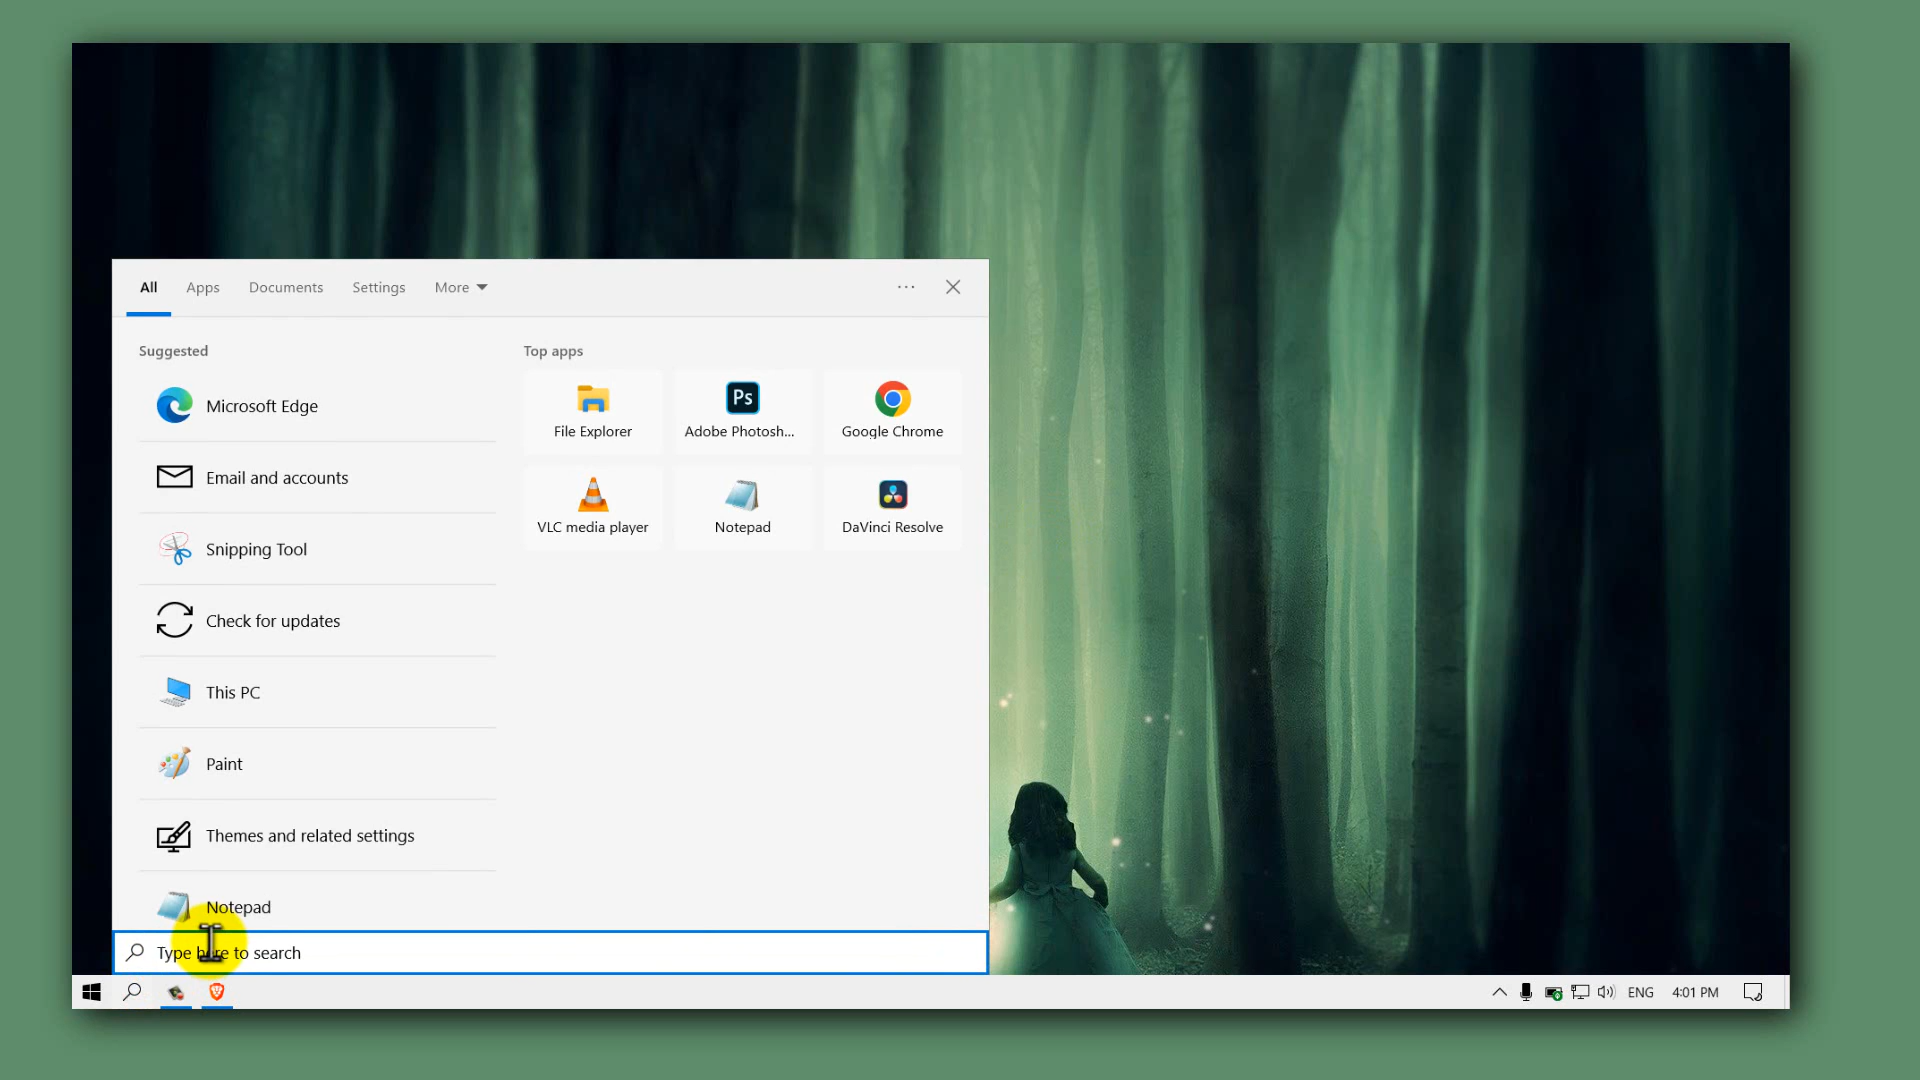 All Apps Documents Settings More
Suggested
Top apps
Microsoft Edge
Email and accounts
Snipping Tool
Check for updates
This PC
Paint
Themes and related settings
Notepad
File Explorer
Ps
Adobe Photosh...
Google Chrome
VLC media player
Notepad
DaVinci Resolve
Type here to search
ENG 4:01 PM